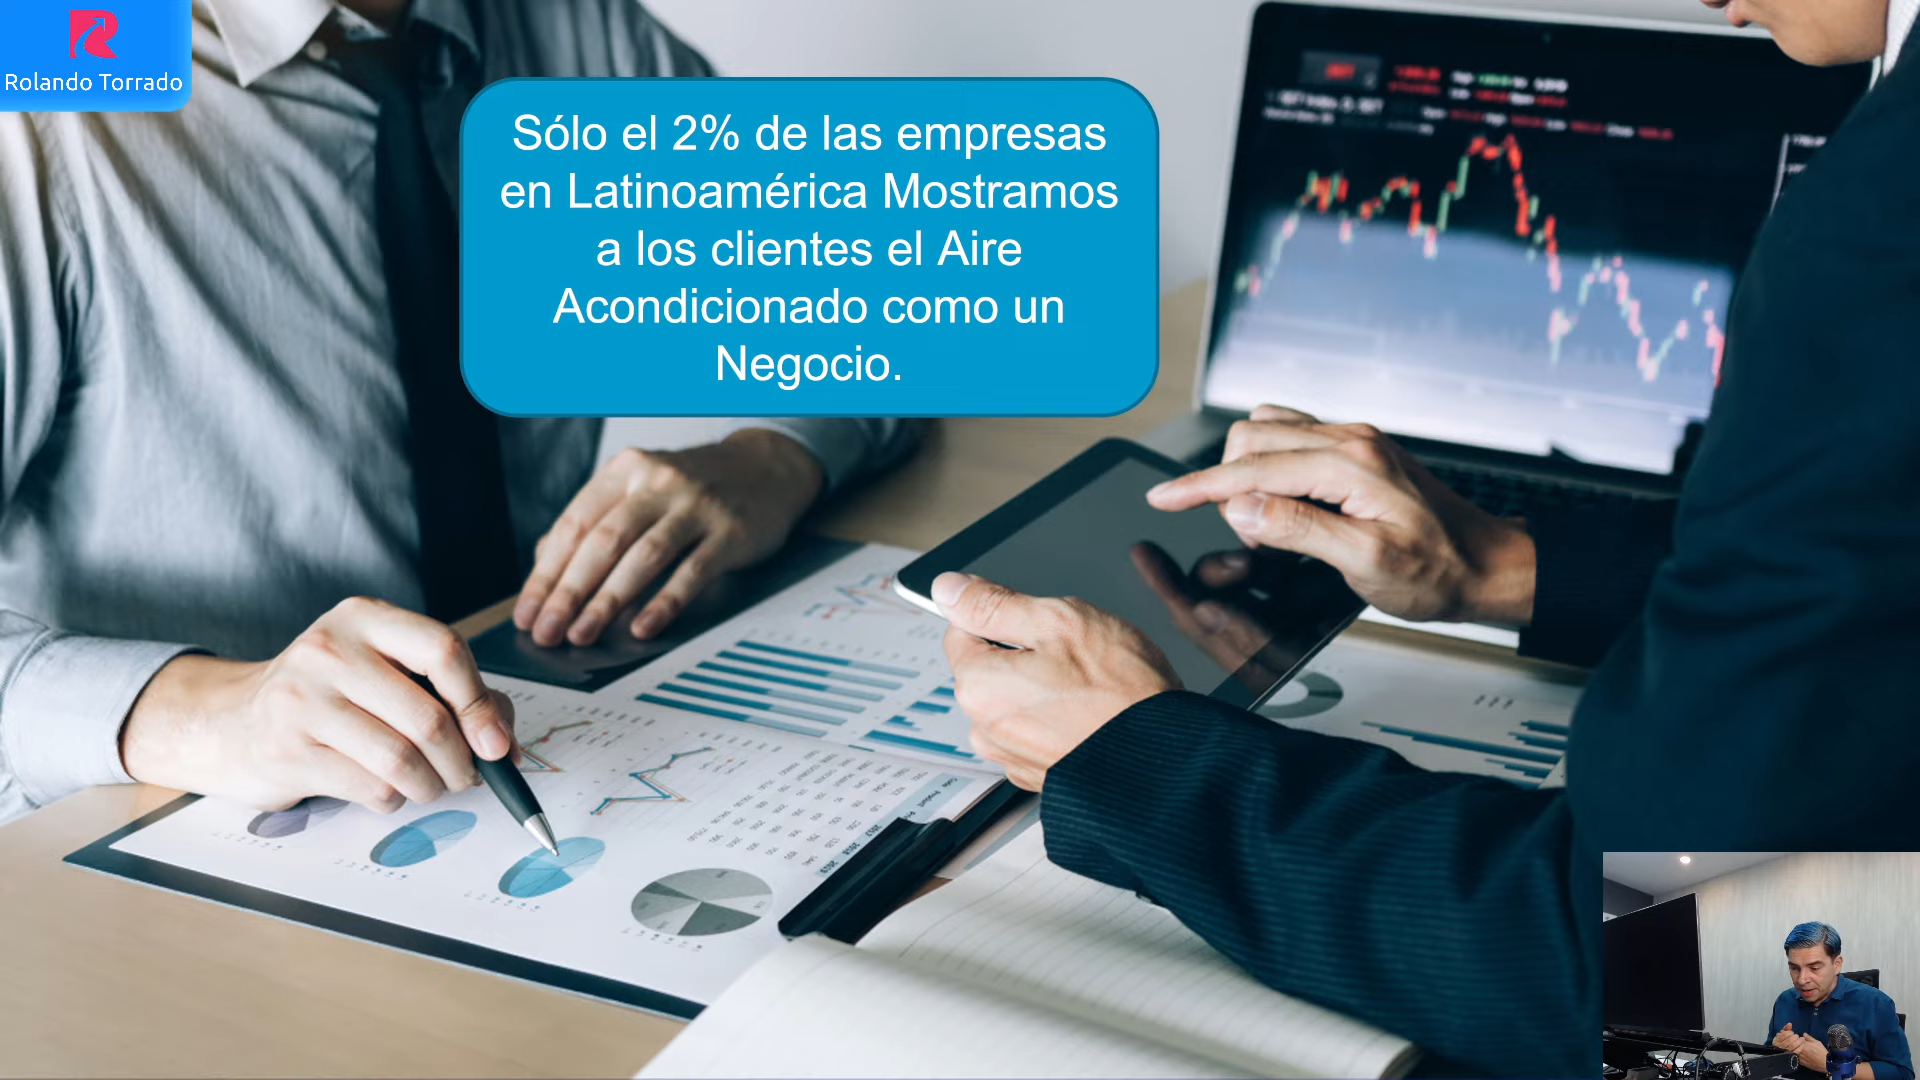 Rolando Torrado
Sólo el 2% de las empresas
en Latinoamérica Mostramos
a los clientes el Aire
Acondicionado como un
Negocio.